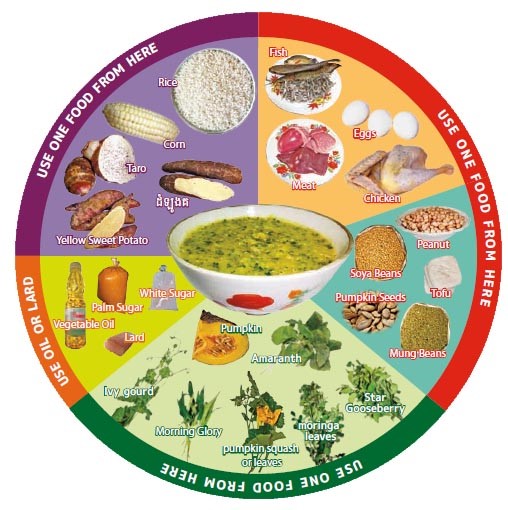 USE ONE FOOD FROM HERE
Rice
Corn
Taro
ដំឡូងគ
Yellow Sweet Potato
USE ONE FOOD FROM HERE
Fish
Eggs
Meat
Chicken
Peanut
Soya Beans
Tofu
Pumpkin Seeds
Mung Beans
USE OIL OR LARD
White Sugar
Palm Sugar
Vegetable Oil
Lard
Pumpkin
Amaranth
Ivy gourd
Star
Gooseberry
Morning Glory
moringa
leaves
pumpkin squash
or leaves
USE ONE FOOD FROM HERE